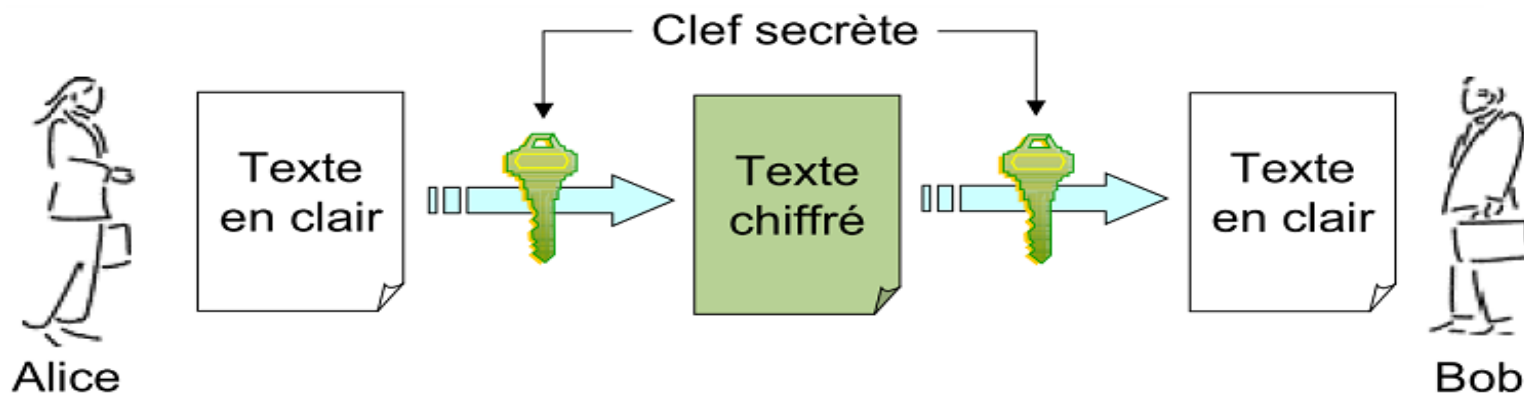 Clef secrète
Texte
en clair
Texte
chiffré
Texte
en clair
Alice
Bob